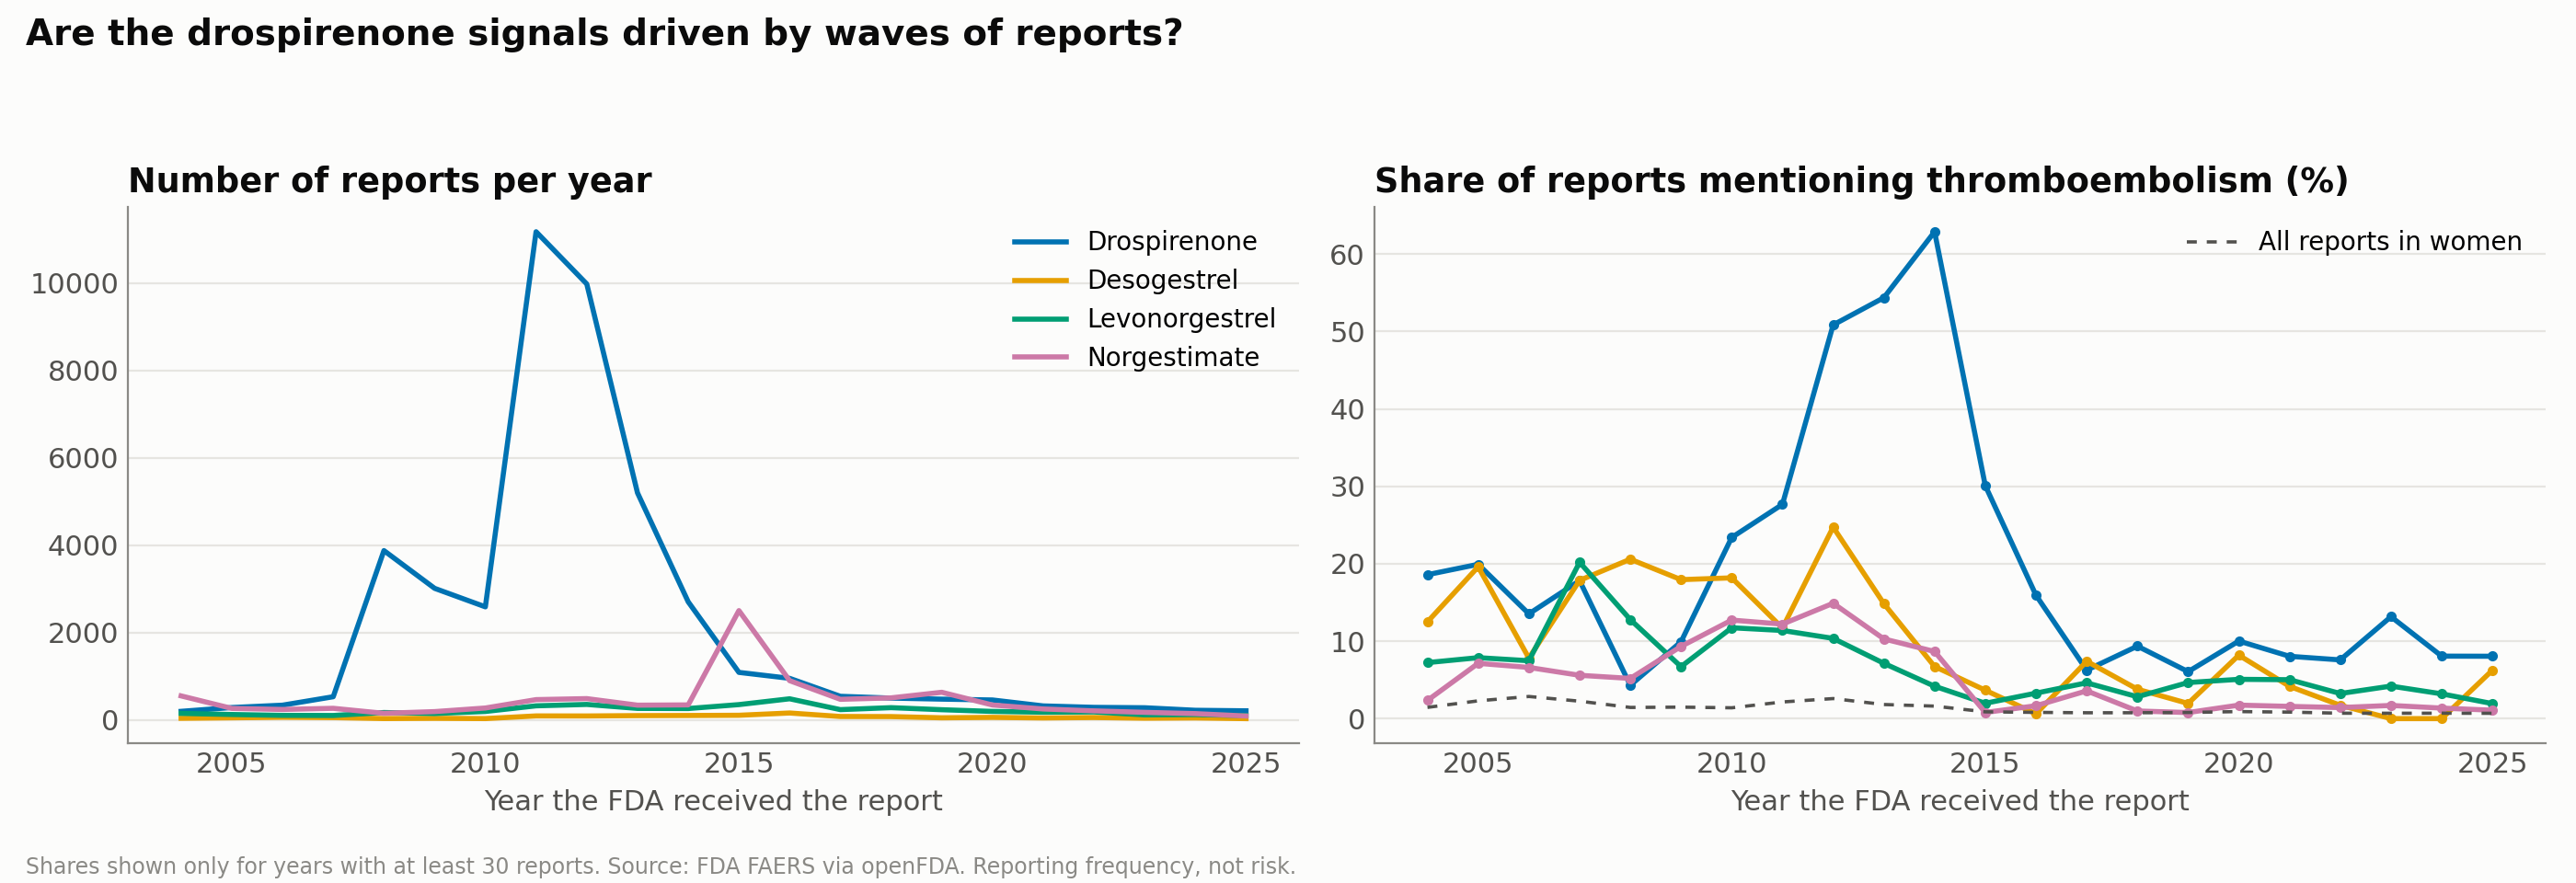 Are the drospirenone signals driven by waves of reports?
Number of reports per year
10000
8000
6000
4000
2000
0
2005
2010
2015
2020
2025
Year the FDA received the report
Drospirenone
Desogestrel
Levonorgestrel
Norgestimate
Share of reports mentioning thromboembolism (%)
60
50
40
30
20
10
0
2005
2010
2015
2020
2025
Year the FDA received the report
All reports in women
Shares shown only for years with at least 30 reports. Source: FDA FAERS via openFDA. Reporting frequency, not risk.